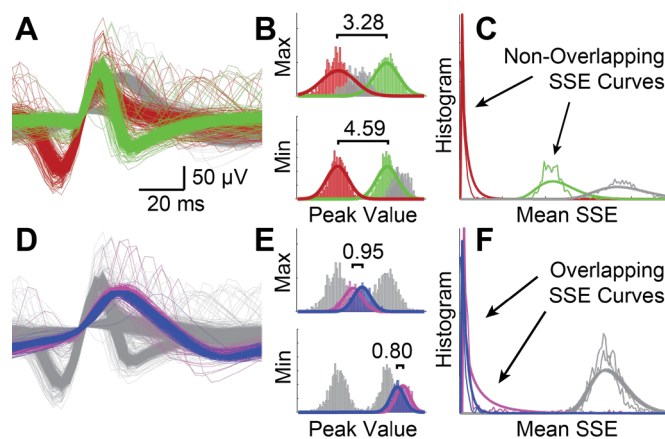 A
50 µV
20 ms
B
3.28
Max
4.59
Min
Peak Value
C
Non-Overlapping
SSE Curves
Histogram
Mean SSE
D
E
0.95
Max
0.80
Min
Peak Value
F
Overlapping
SSE Curves
Histogram
Mean SSE